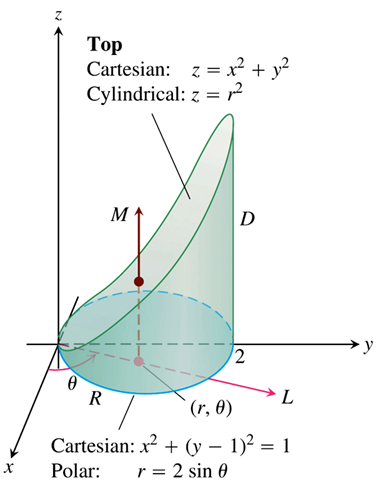 z
Top
Cartesian: z = x² + y²
Cylindrical: z = r²
M
D
y
2
θ
R
L
(r, θ)
Cartesian: x² + (y − 1)² = 1
x
Polar: r = 2 sin θ